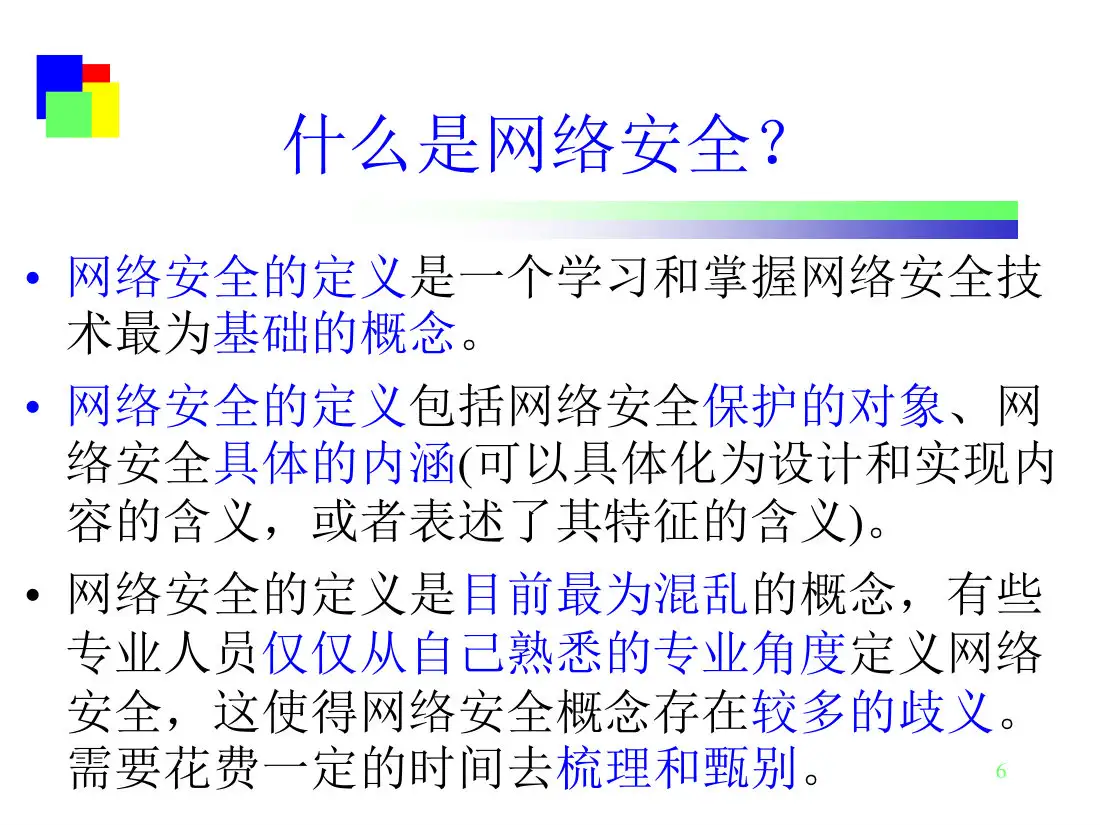 什么是网络安全？
• 网络安全的定义是一个学习和掌握网络安全技
术最为基础的概念。
• 网络安全的定义包括网络安全保护的对象、网
络安全具体的内涵(可以具体化为设计和实现内
容的含义，或者表述了其特征的含义)。
• 网络安全的定义是目前最为混乱的概念，有些
专业人员仅仅从自己熟悉的专业角度定义网络
安全，这使得网络安全概念存在较多的歧义。
需要花费一定的时间去梳理和甄别。
6